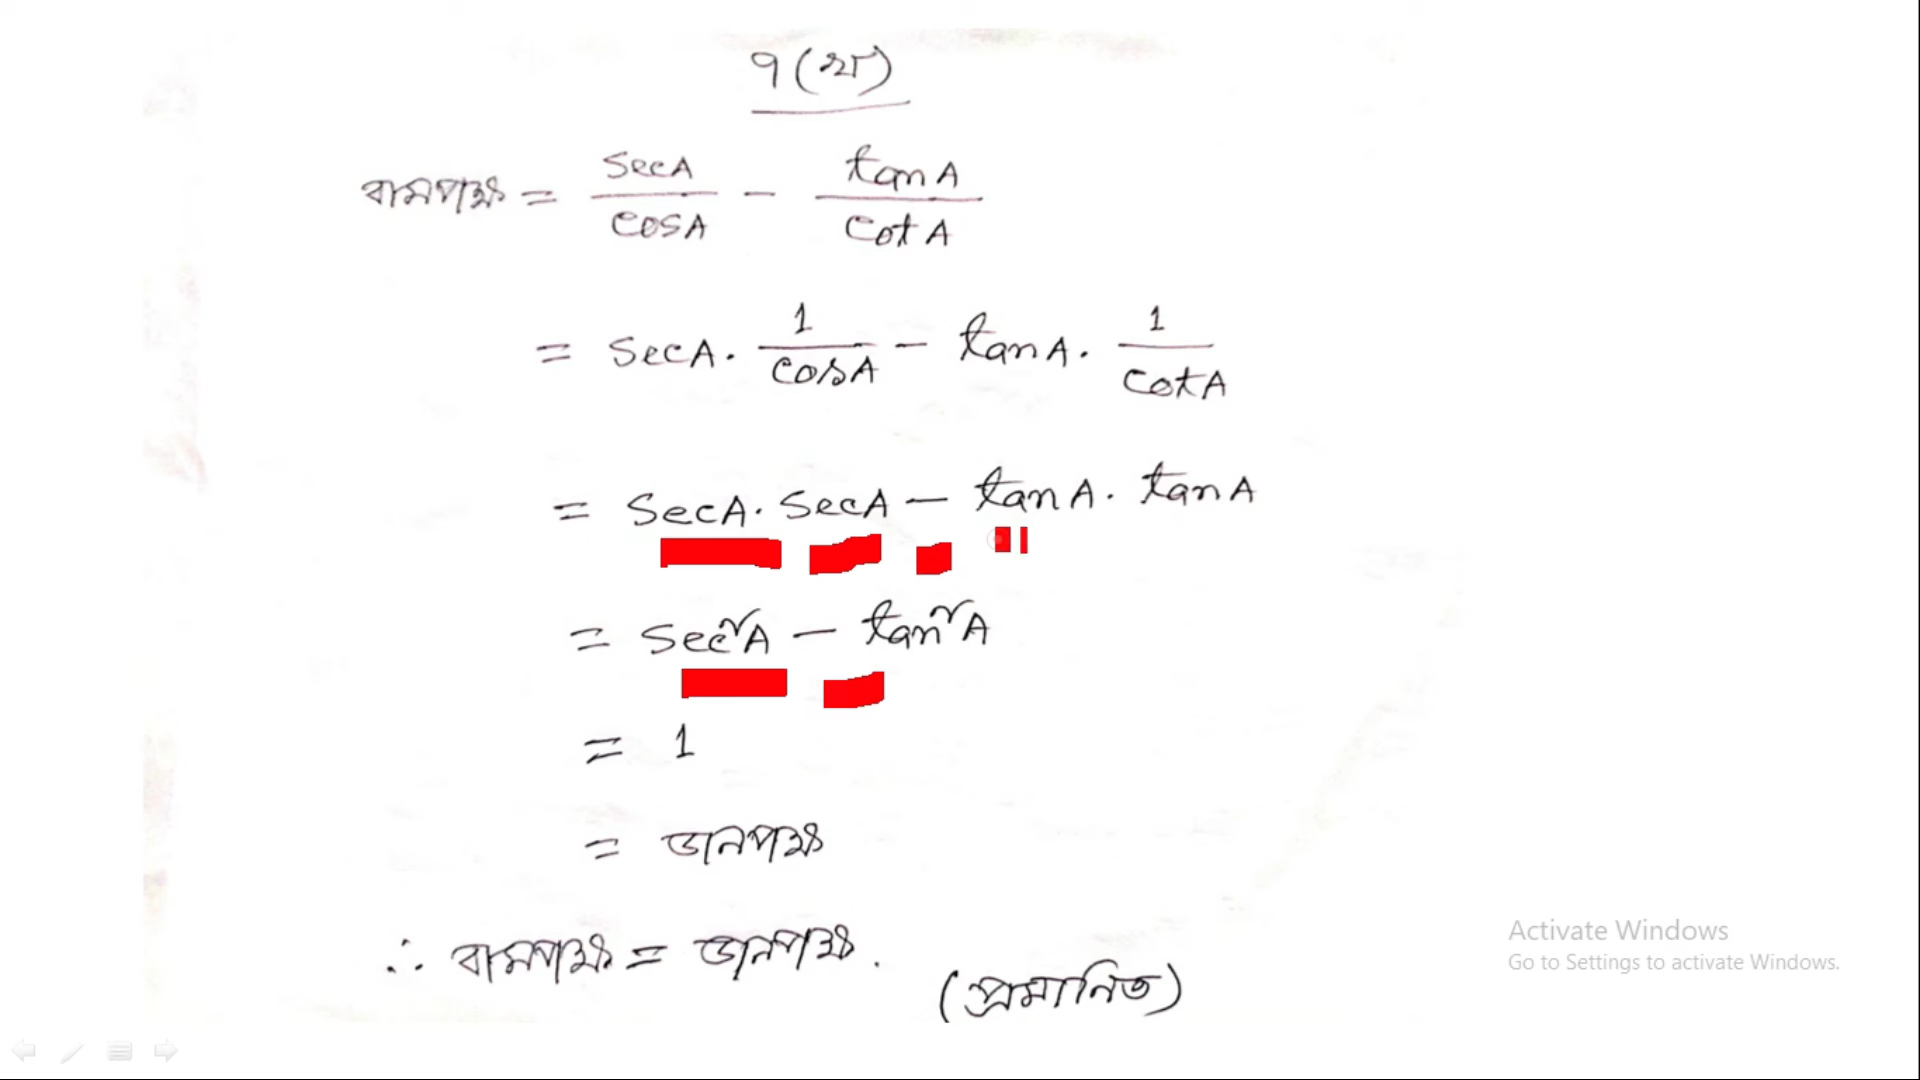 ৭(খ)
বামপক্ষ = secA/cosA - tanA/cotA
= secA. 1/cosA - tanA. 1/cotA
= secA. secA - tanA. tanA
= sec²A - tan²A
= 1
= ডানপক্ষ
∴ বামপক্ষ = ডানপক্ষ.
(প্রমানিত)
Activate Windows
Go to Settings to activate Windows.